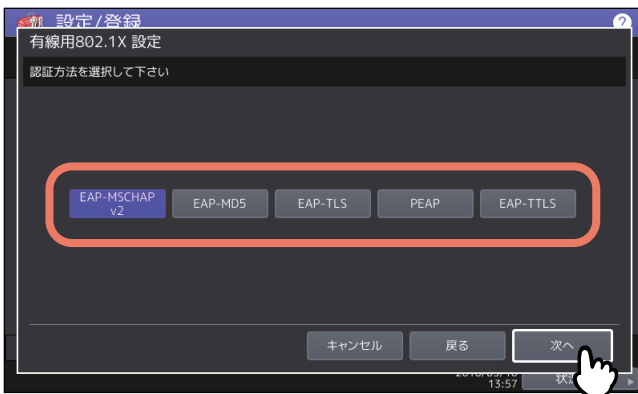 設定/登録
?
有線用802.1X 設定
認証方法を選択して下さい
EAP-MSCHAP
v2
EAP-MD5
EAP-TLS
PEAP
EAP-TTLS
キャンセル
戻る
次へ
13:57